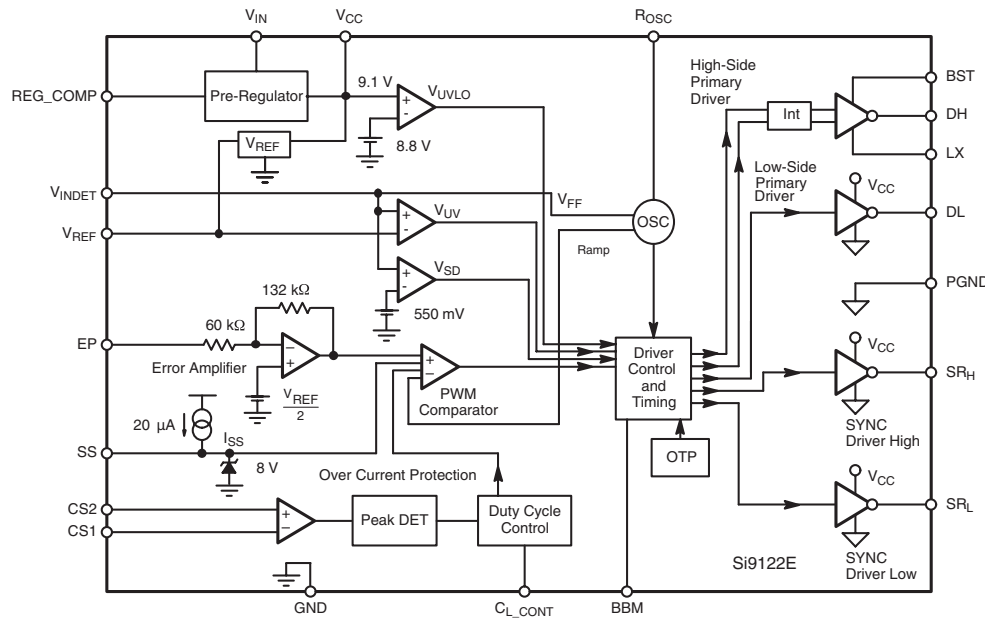 VIN
VCC
ROSC
REG_COMP
Pre-Regulator
9.1 V
VUVLO
8.8 V
VREF
High-Side
Primary
Driver
Int
BST
DH
LX
VINDET
VFF
Low-Side
Primary
Driver
VCC
DL
VREF
VUV
OSC
Ramp
VSD
550 mV
PGND
132 kΩ
60 kΩ
EP
Error Amplifier
VREF
2
PWM
Comparator
Driver
Control
and
Timing
VCC
SRH
SYNC
Driver High
20 µA
ISS
SS
8 V
OTP
Over Current Protection
VCC
SRL
SYNC
Driver Low
CS2
CS1
Peak DET
Duty Cycle
Control
Si9122E
GND
CL_CONT
BBM
+
-
+
-
+
-
−
+
+
−
+
−